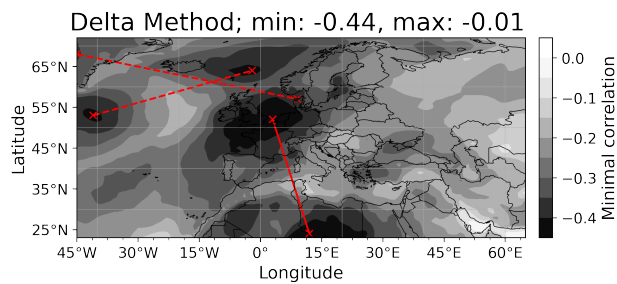 Delta Method; min: -0.44, max: -0.01
65°N
55°N
45°N
35°N
25°N
Latitude
45°W
30°W
15°W
0°
15°E
30°E
45°E
60°E
Longitude
0.0
−0.1
−0.2
−0.3
−0.4
Minimal correlation